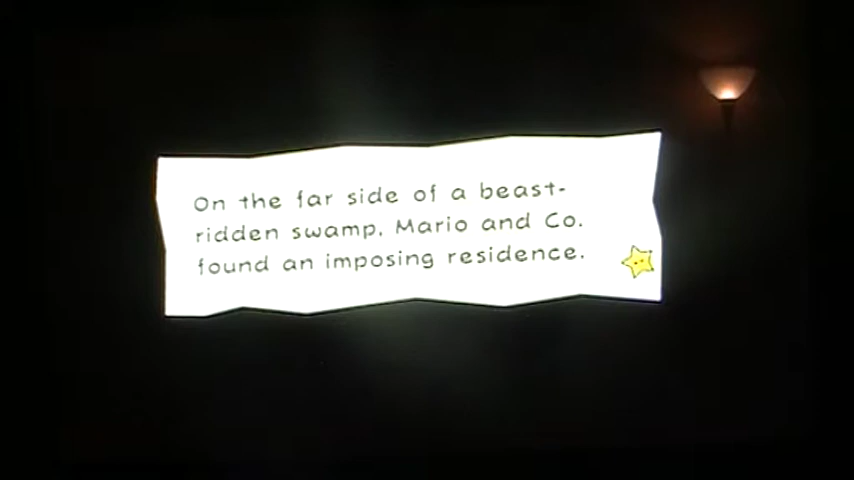 On the far side of a beast-
ridden swamp, Mario and Co.
found an imposing residence.